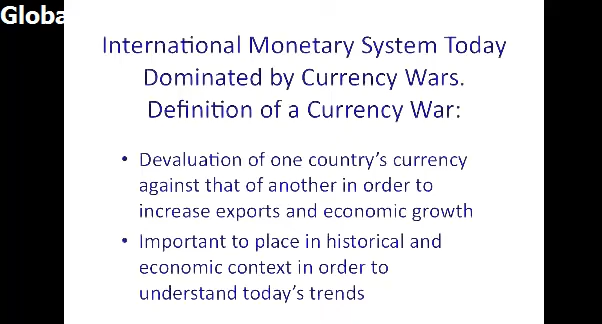 Globa
International Monetary System Today
Dominated by Currency Wars.
Definition of a Currency War:
• Devaluation of one country's currency
against that of another in order to
increase exports and economic growth
• Important to place in historical and
economic context in order to
understand today's trends